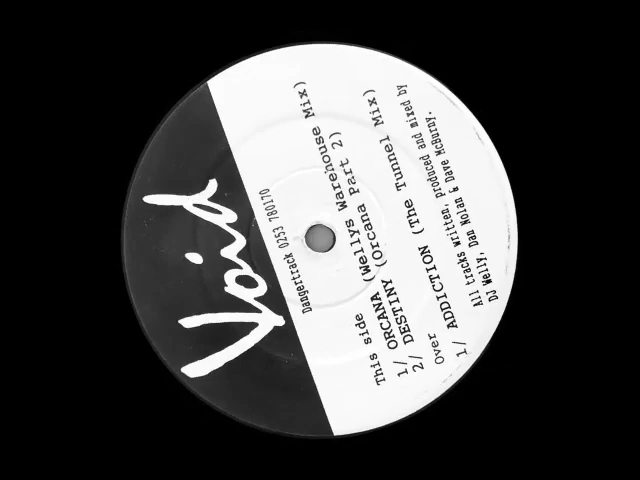 Void
Dangertrack 0253 780170
This side
1/ ORCANA (Wellys Warehouse Mix)
2/ DESTINY (Orcana Part 2)
Over
1/ ADDICTION (The Tunnel Mix)
All tracks written, produced and mixed by
DJ Welly, Dan Nolan & Dave McBurny.